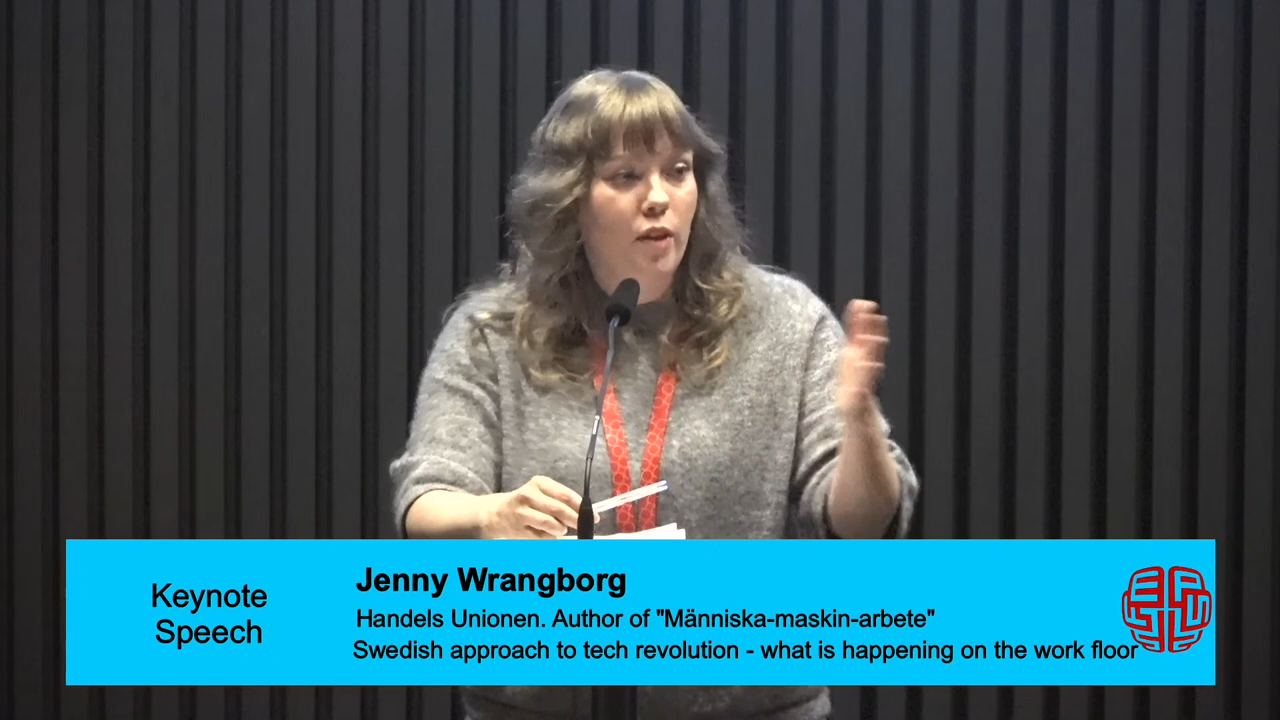 Keynote
Speech
Jenny Wrangborg
Handels Unionen. Author of "Människa-maskin-arbete"
Swedish approach to tech revolution - what is happening on the work floor